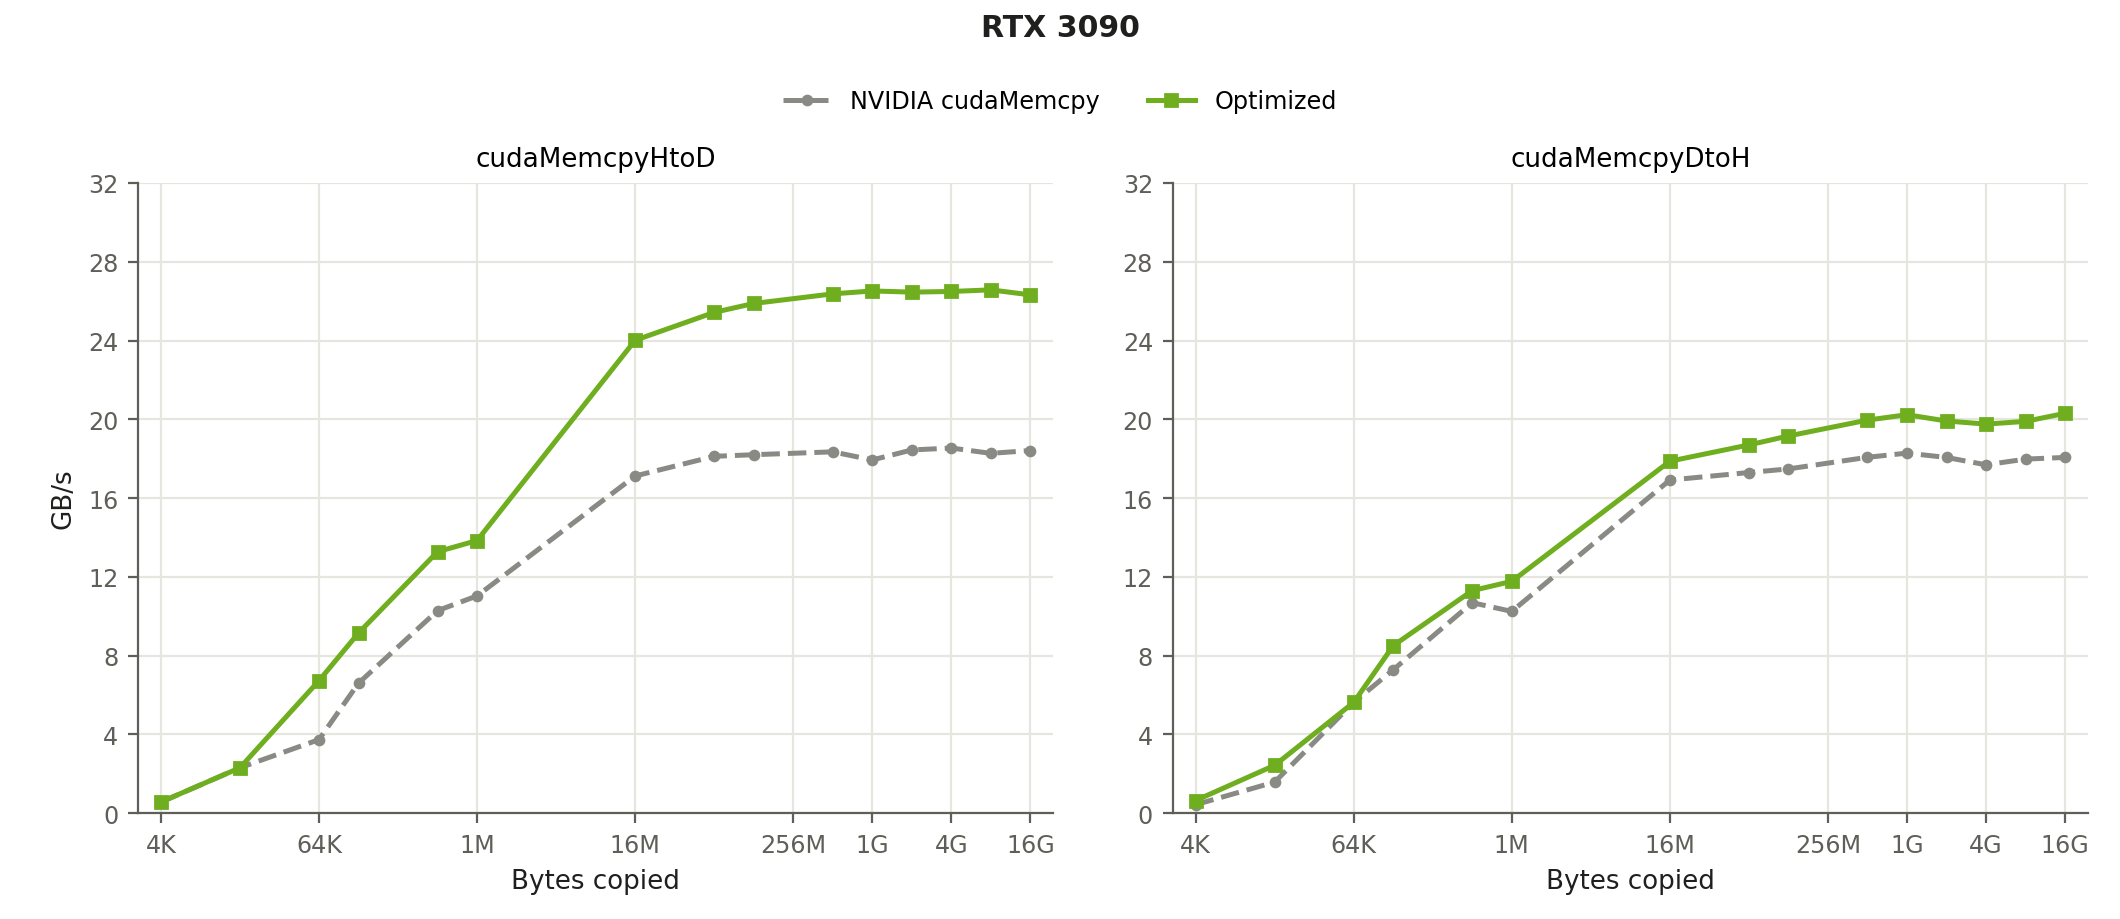 RTX 3090
NVIDIA cudaMemcpy Optimized
cudaMemcpyHtoD
32
28
24
20
16
12
8
4
0
GB/s
4K 64K 1M 16M 256M 1G 4G 16G
Bytes copied
cudaMemcpyDtoH
32
28
24
20
16
12
8
4
0
4K 64K 1M 16M 256M 1G 4G 16G
Bytes copied